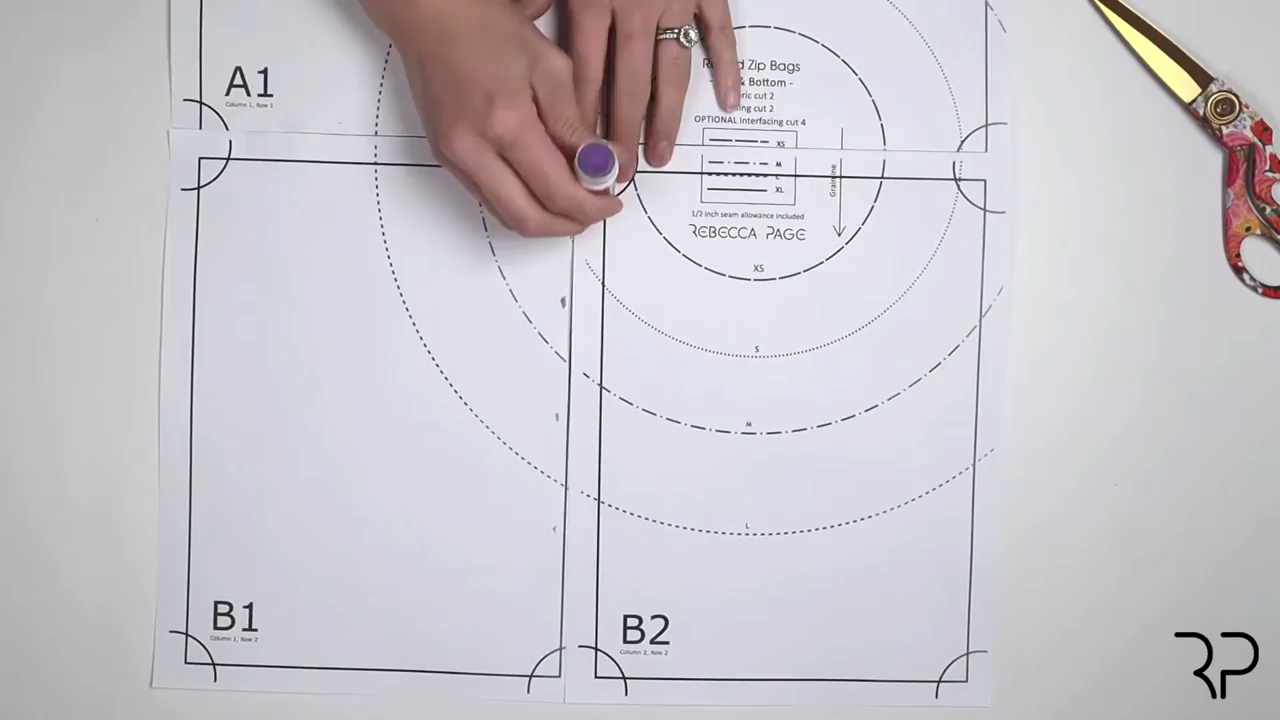 A1
Column 1, Row 1
Zip Bags
& Bottom -
cut 2
cut 2
OPTIONAL Interfacing cut 4
XS
M
L
XL
Grainline
1/2 inch seam allowance included
REBECCA PAGE
XS
S
M
L
B1
Column 1, Row 2
B2
Column 2, Row 2
RP